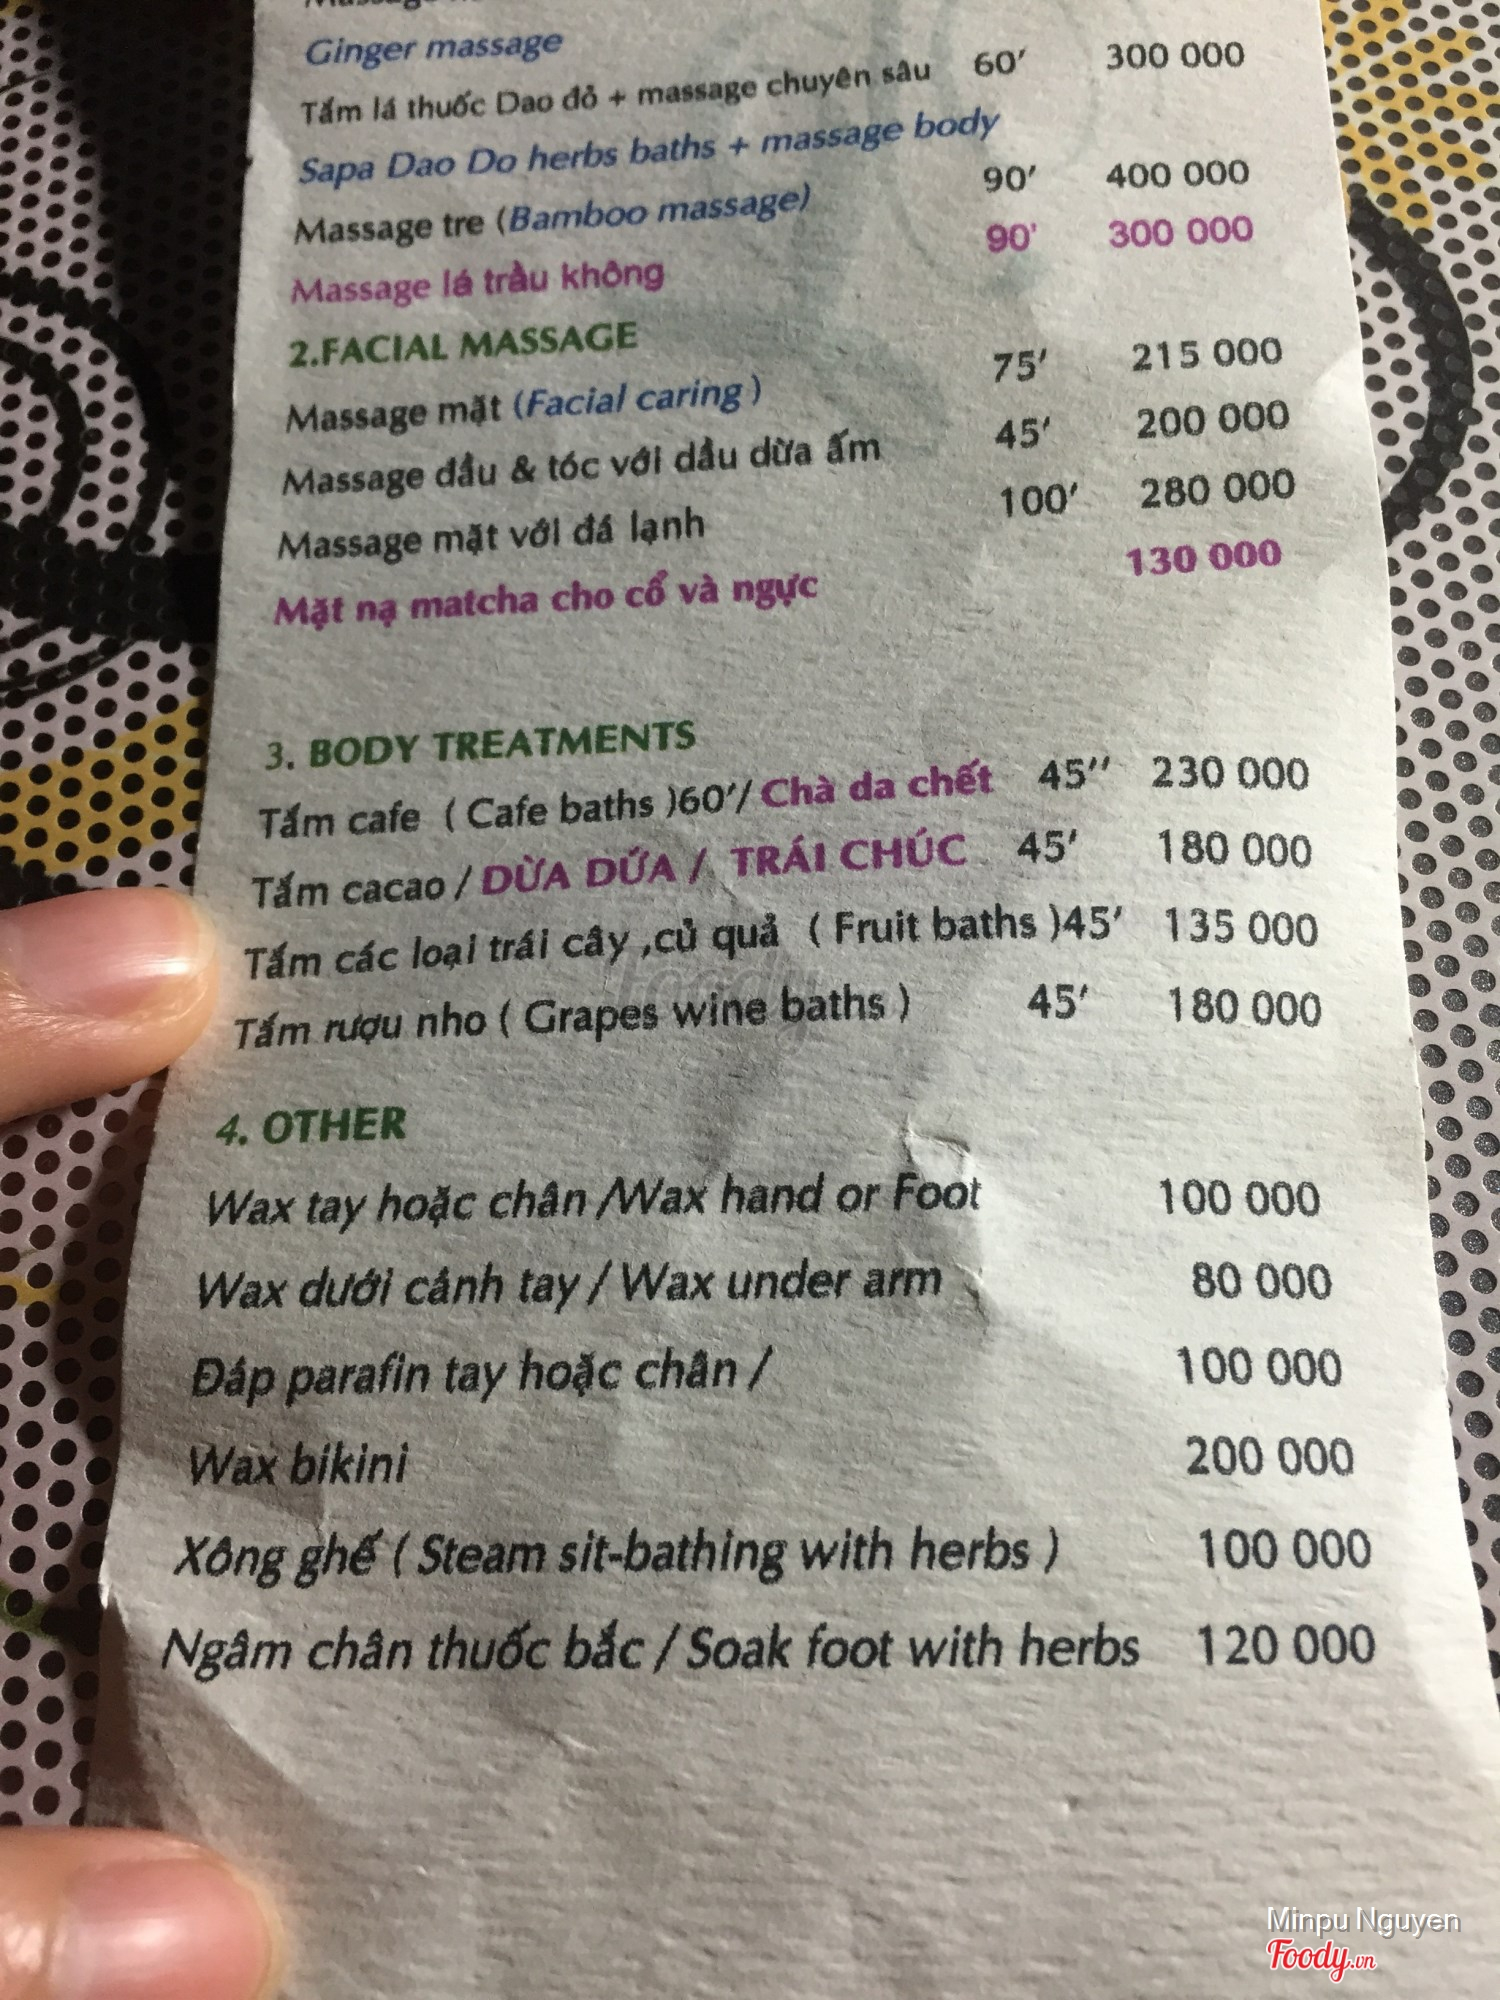 Ginger massage
Tắm lá thuốc Dao đỏ + massage chuyên sâu 60' 300 000
Sapa Dao Do herbs baths + massage body
Massage tre (Bamboo massage) 90' 400 000
Massage lá trầu không 90' 300 000
2.FACIAL MASSAGE
Massage mặt (Facial caring ) 75' 215 000
Massage đầu & tóc với dầu dừa ấm 45' 200 000
Massage mặt với đá lạnh 100' 280 000
Mặt nạ matcha cho cổ và ngực 130 000
3. BODY TREATMENTS
Tắm cafe ( Cafe baths )60'/ Chà da chết 45'' 230 000
Tắm cacao / DỪA DỨA / TRÁI CHÚC 45' 180 000
Tắm các loại trái cây ,củ quả ( Fruit baths )45' 135 000
Foody
Tắm rượu nho ( Grapes wine baths ) 45' 180 000
4. OTHER
Wax tay hoặc chân /Wax hand or Foot 100 000
Wax dưới cánh tay / Wax under arm 80 000
Đáp parafin tay hoặc chân / 100 000
Wax bikini 200 000
Xông ghế ( Steam sit-bathing with herbs ) 100 000
Ngâm chân thuốc bắc / Soak foot with herbs 120 000
Minpu Nguyen
Foody.vn